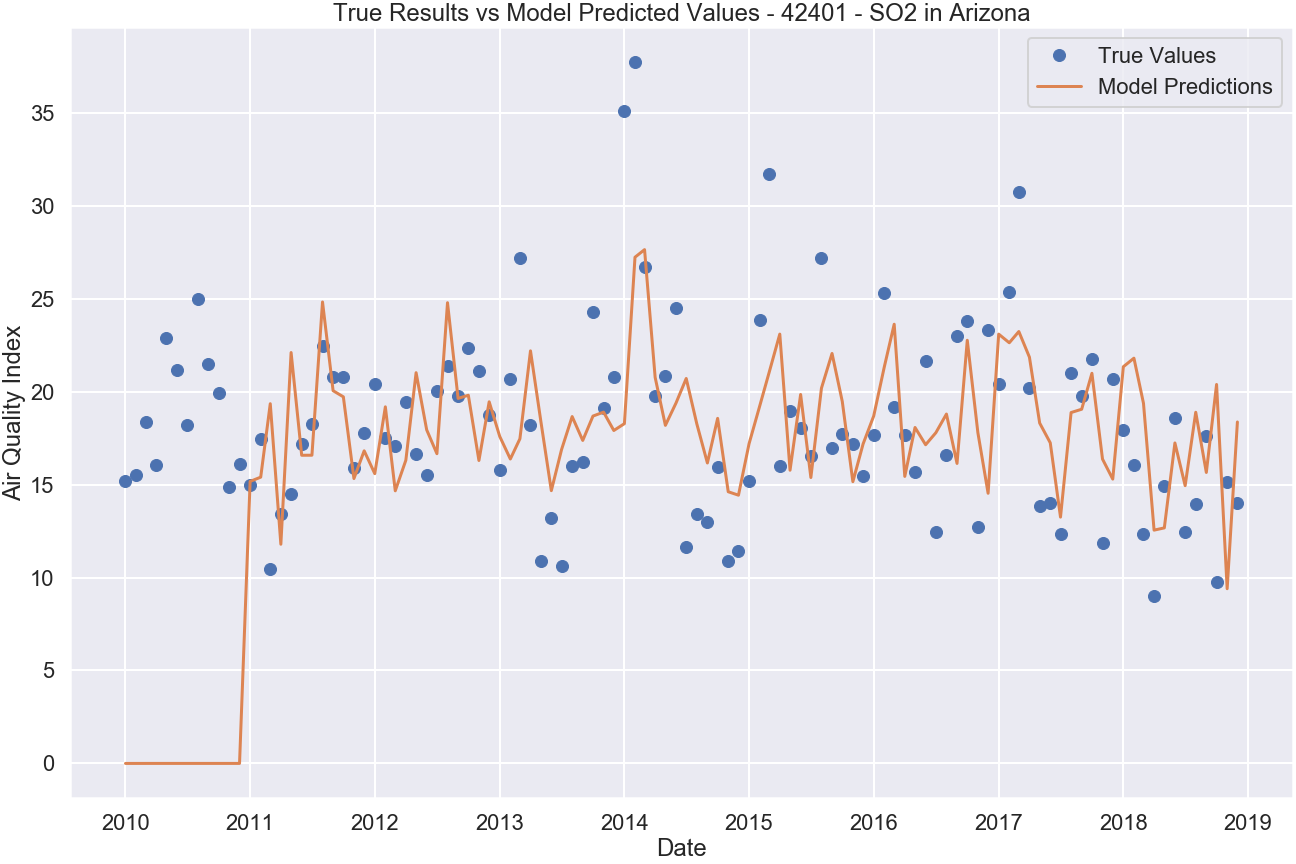 True Results vs Model Predicted Values - 42401 - SO2 in Arizona
True Values
Model Predictions
35
30
25
20
15
10
5
0
Air Quality Index
2010 2011 2012 2013 2014 2015 2016 2017 2018 2019
Date